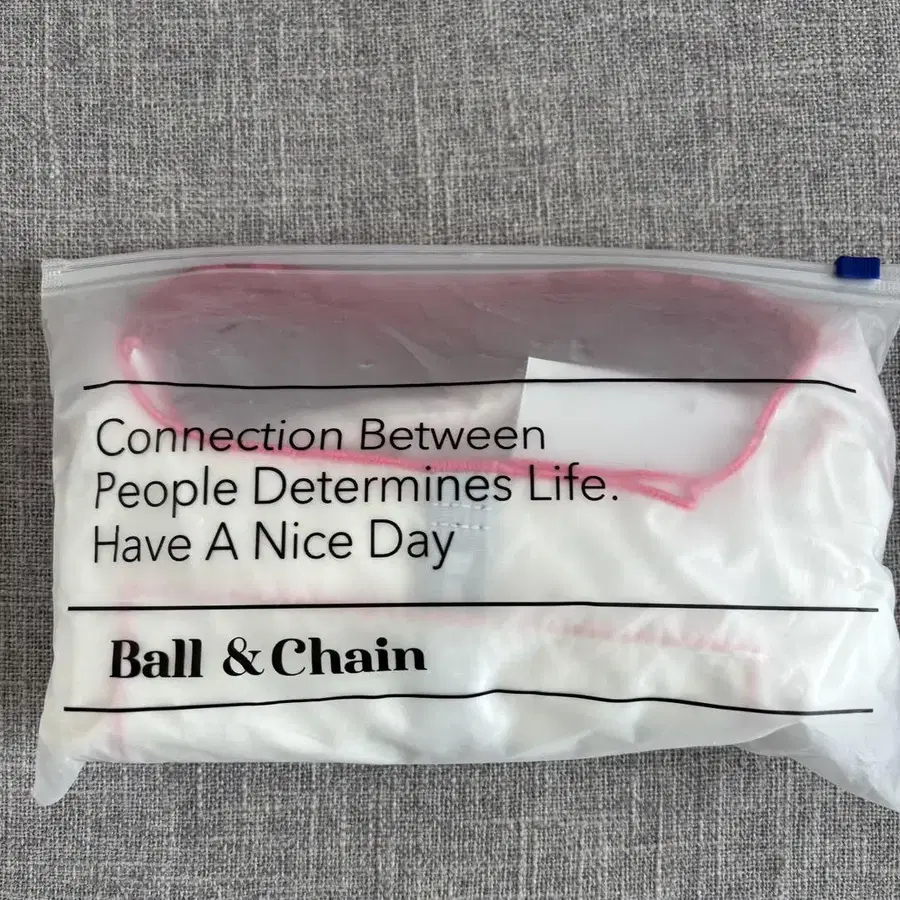 Connection Between
People Determines Life.
Have A Nice Day
Ball & Chain